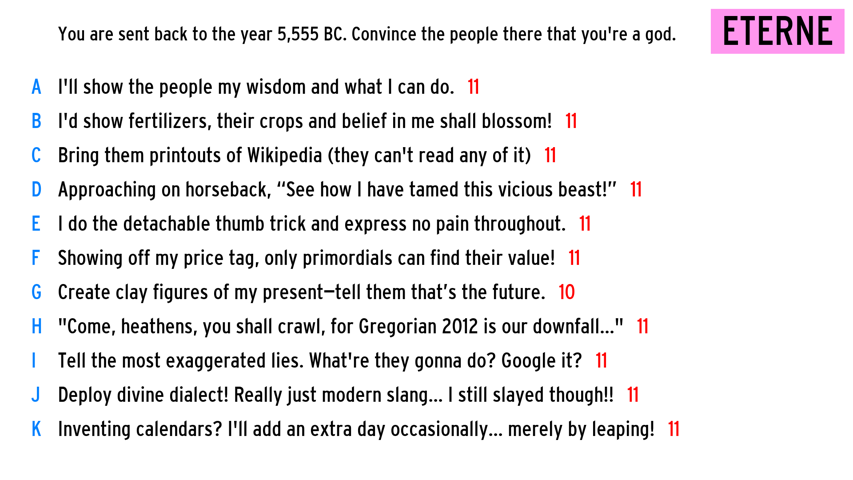 You are sent back to the year 5,555 BC. Convince the people there that you're a god.
ETERNE
A I'll show the people my wisdom and what I can do. 11
B I'd show fertilizers, their crops and belief in me shall blossom! 11
C Bring them printouts of Wikipedia (they can't read any of it) 11
D Approaching on horseback, “See how I have tamed this vicious beast!” 11
E I do the detachable thumb trick and express no pain throughout. 11
F Showing off my price tag, only primordials can find their value! 11
G Create clay figures of my present—tell them that’s the future. 10
H "Come, heathens, you shall crawl, for Gregorian 2012 is our downfall..." 11
I Tell the most exaggerated lies. What're they gonna do? Google it? 11
J Deploy divine dialect! Really just modern slang... I still slayed though!! 11
K Inventing calendars? I'll add an extra day occasionally... merely by leaping! 11